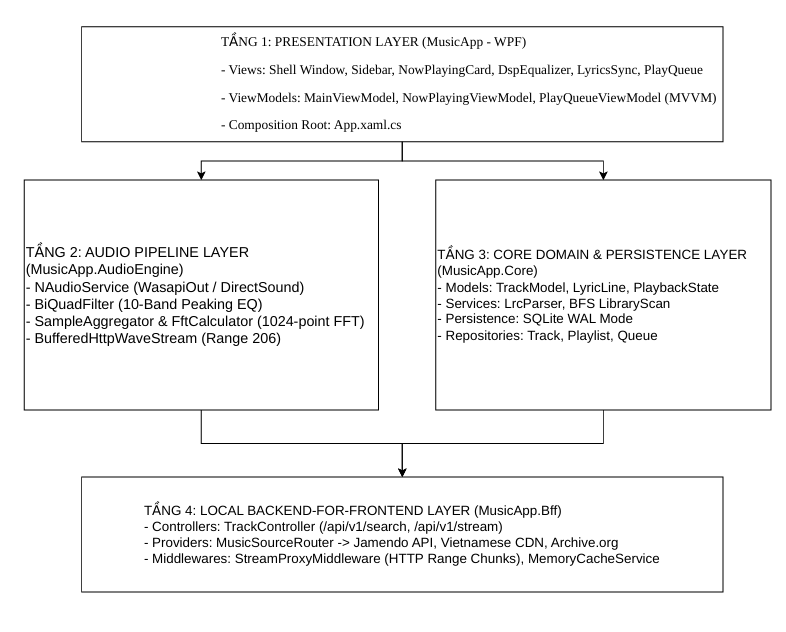 TẦNG 1: PRESENTATION LAYER (MusicApp - WPF)
- Views: Shell Window, Sidebar, NowPlayingCard, DspEqualizer, LyricsSync, PlayQueue
- ViewModels: MainViewModel, NowPlayingViewModel, PlayQueueViewModel (MVVM)
- Composition Root: App.xaml.cs
TẦNG 2: AUDIO PIPELINE LAYER
(MusicApp.AudioEngine)
- NAudioService (WasapiOut / DirectSound)
- BiQuadFilter (10-Band Peaking EQ)
- SampleAggregator & FftCalculator (1024-point FFT)
- BufferedHttpWaveStream (Range 206)
TẦNG 3: CORE DOMAIN & PERSISTENCE LAYER
(MusicApp.Core)
- Models: TrackModel, LyricLine, PlaybackState
- Services: LrcParser, BFS LibraryScan
- Persistence: SQLite WAL Mode
- Repositories: Track, Playlist, Queue
TẦNG 4: LOCAL BACKEND-FOR-FRONTEND LAYER (MusicApp.Bff)
- Controllers: TrackController (/api/v1/search, /api/v1/stream)
- Providers: MusicSourceRouter -> Jamendo API, Vietnamese CDN, Archive.org
- Middlewares: StreamProxyMiddleware (HTTP Range Chunks), MemoryCacheService